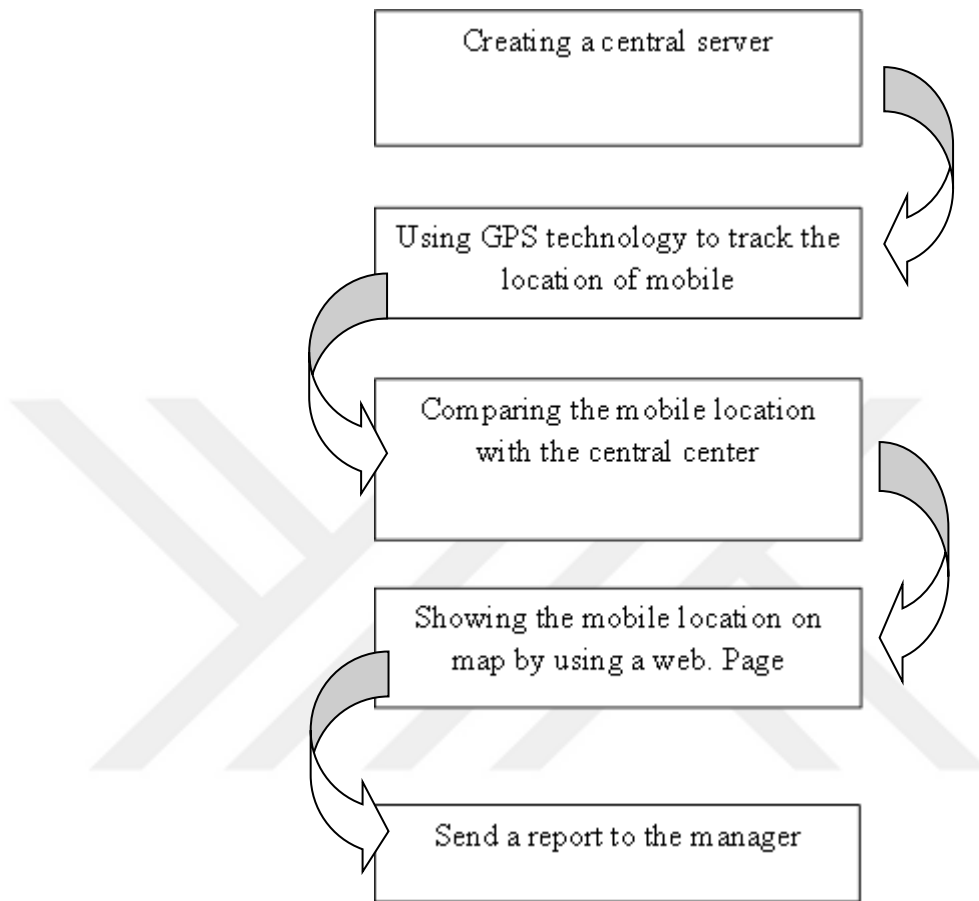 Creating a central server
Using GPS technology to track the
location of mobile
Comparing the mobile location
with the central center
Showing the mobile location on
map by using a web. Page
Send a report to the manager